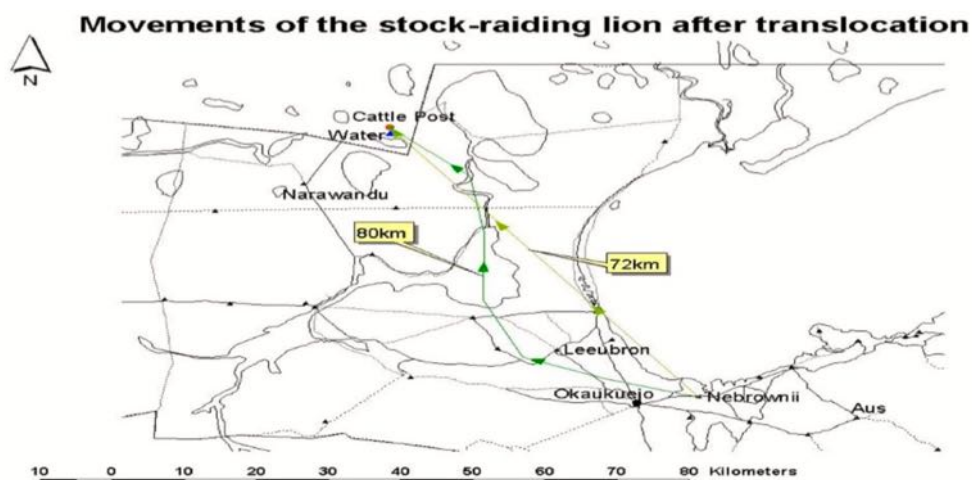 Movements of the stock-raiding lion after translocation
N
Cattle Post
Water
Narawandu
80km
72km
Leeubron
Okaukuejo
Nebrownii
Aus
10 0 10 20 30 40 50 60 70 80 Kilometers